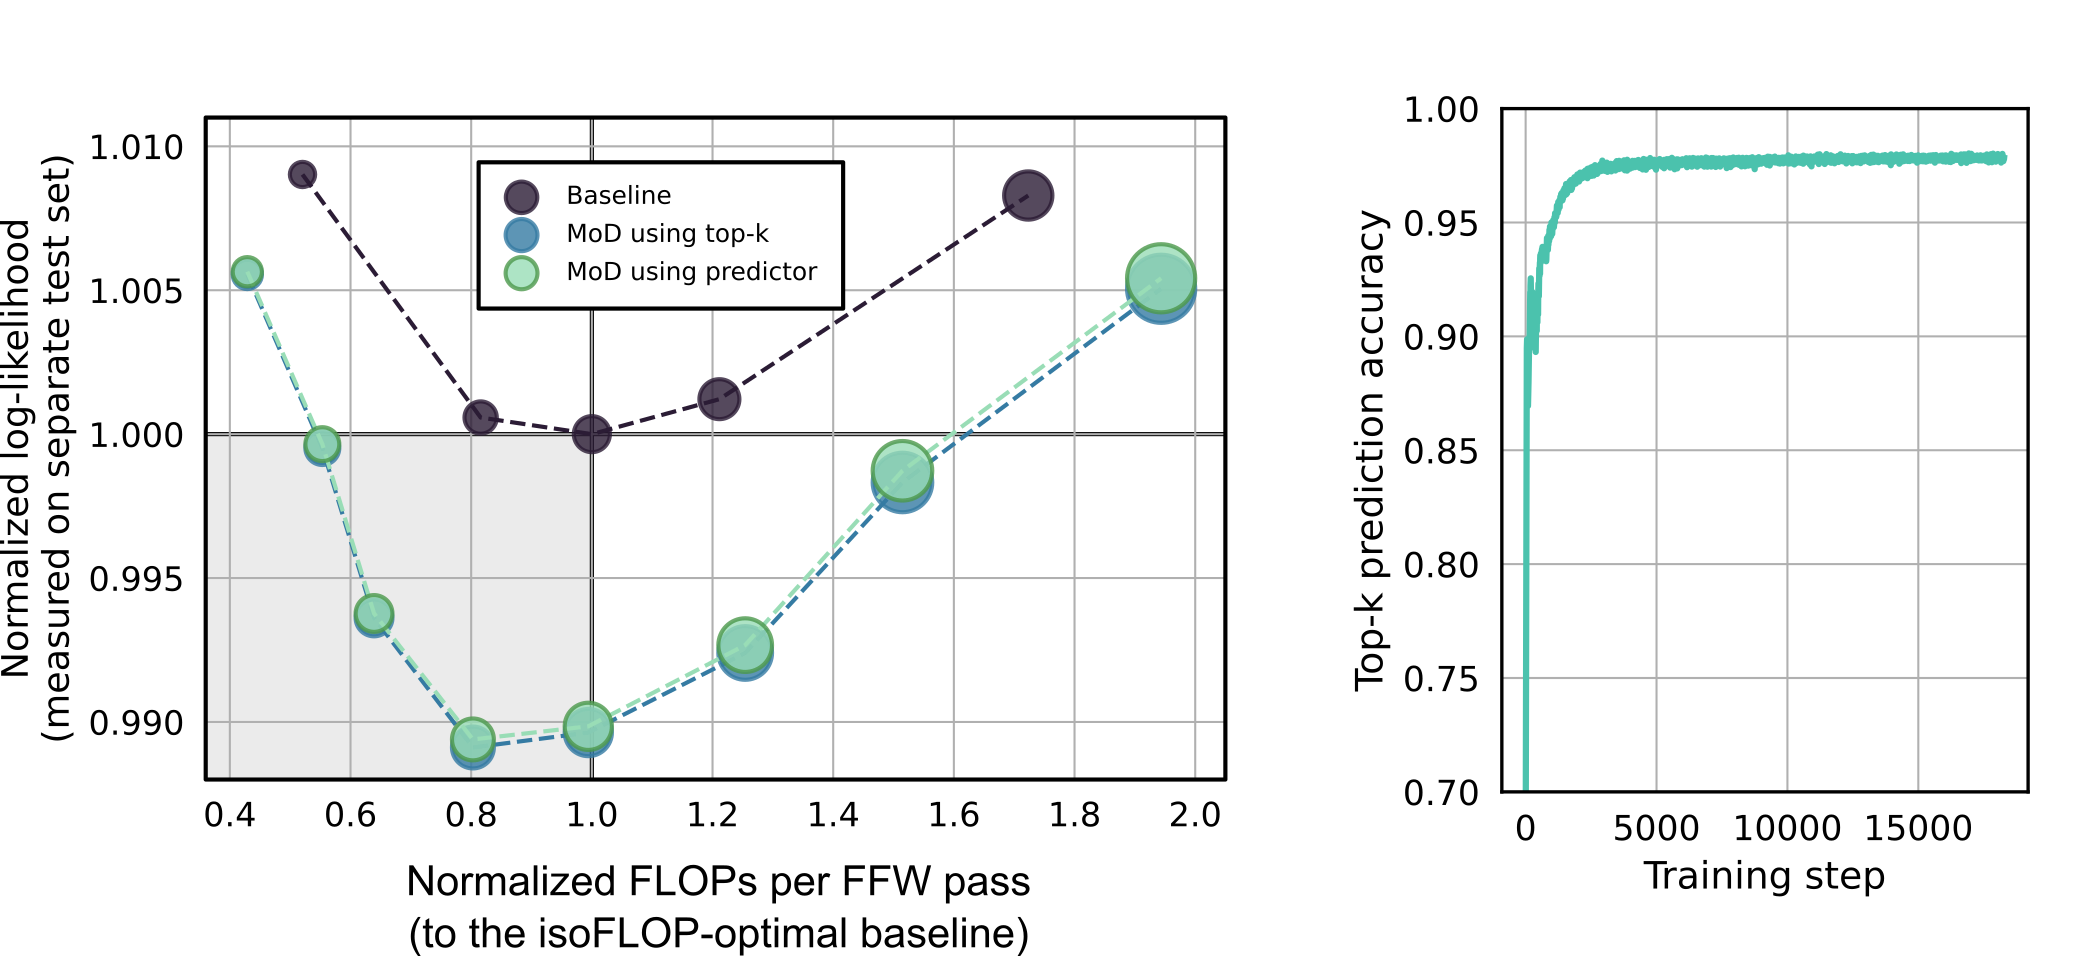 Normalized log-likelihood
(measured on separate test set)
1.010
1.005
1.000
0.995
0.990
Baseline
MoD using top-k
MoD using predictor
0.4 0.6 0.8 1.0 1.2 1.4 1.6 1.8 2.0
Normalized FLOPs per FFW pass
(to the isoFLOP-optimal baseline)
Top-k prediction accuracy
1.00
0.95
0.90
0.85
0.80
0.75
0.70
0 5000 10000 15000
Training step